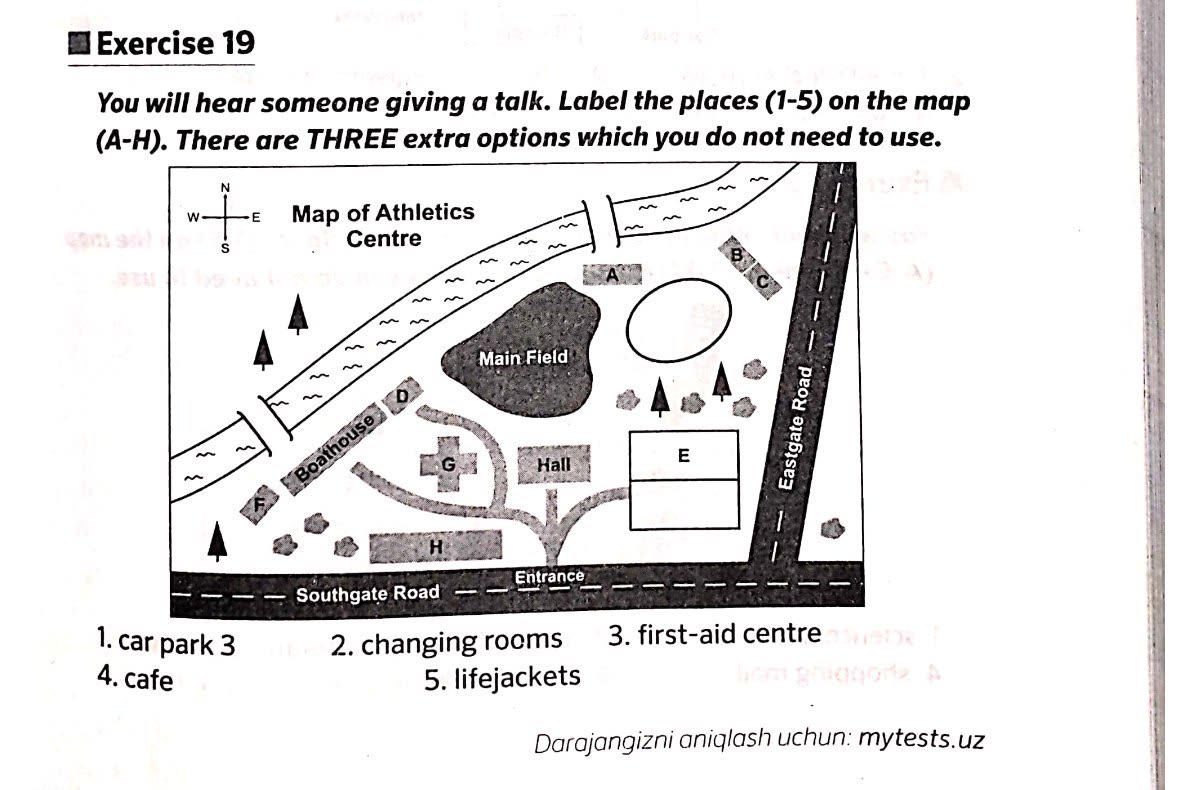 Exercise 19
You will hear someone giving a talk. Label the places (1-5) on the map
(A-H). There are THREE extra options which you do not need to use.
N
W E
S
Map of Athletics
Centre
A
B
C
Main Field
D
Boathouse
F
G
Hall
E
H
Eastgate Road
Entrance
Southgate Road
1. car park 3 2. changing rooms 3. first-aid centre
4. cafe 5. lifejackets
Darajangizni aniqlash uchun: mytests.uz